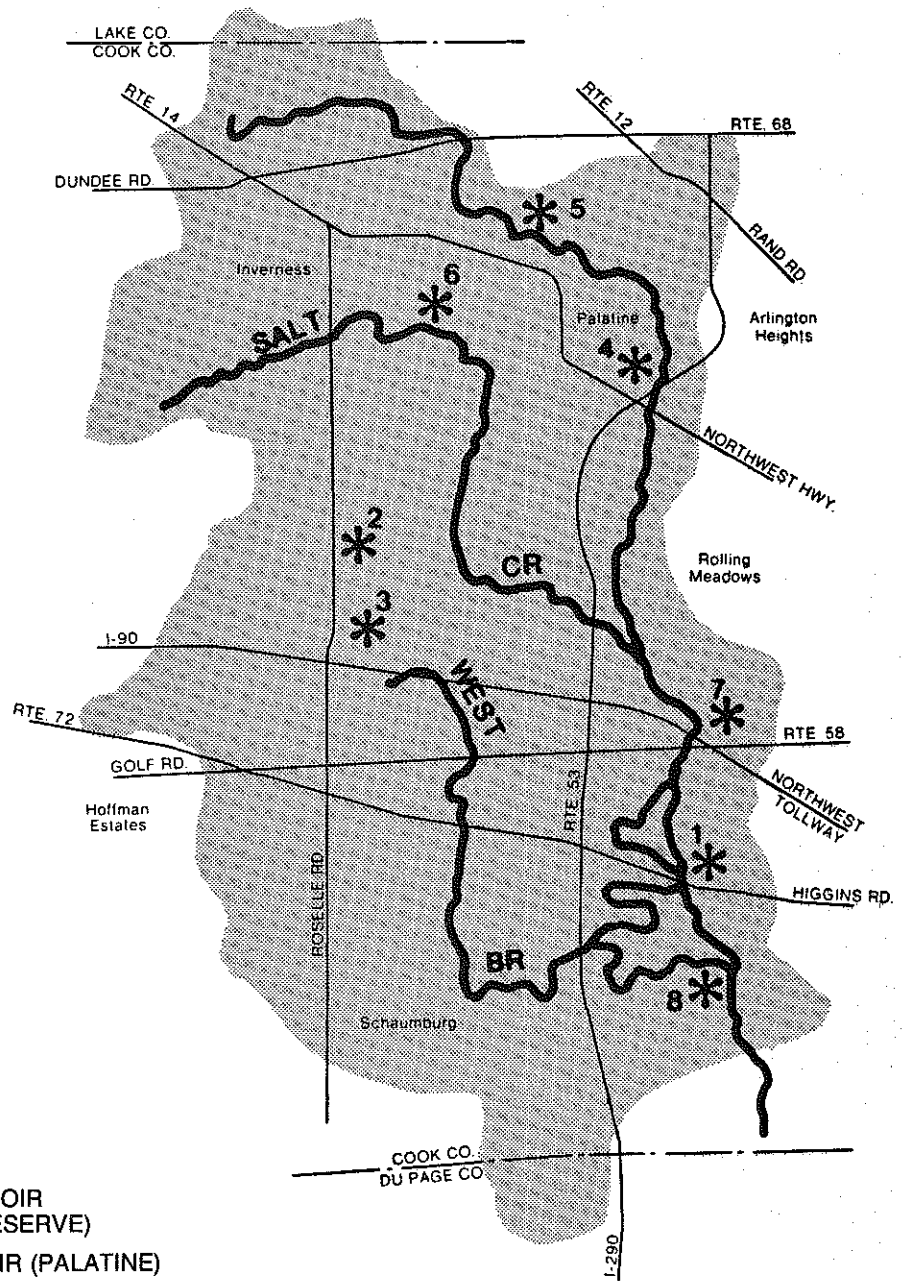 LAKE CO.
COOK CO.
RTE. 14
RTE. 12
RTE. 68
DUNDEE RD.
5
RAND RD.
Inverness
6
SALT
Palatine
Arlington
Heights
4
NORTHWEST HWY.
2
CR
Rolling
Meadows
3
I-90
WEST
7
RTE. 72
RTE 58
GOLF RD.
NORTHWEST
TOLLWAY
Hoffman
Estates
RTE. 53
1
ROSELLE RD.
HIGGINS RD.
BR
8
Schaumburg
COOK CO.
DU PAGE CO
OIR
ESERVE)
IR (PALATINE)
I-290